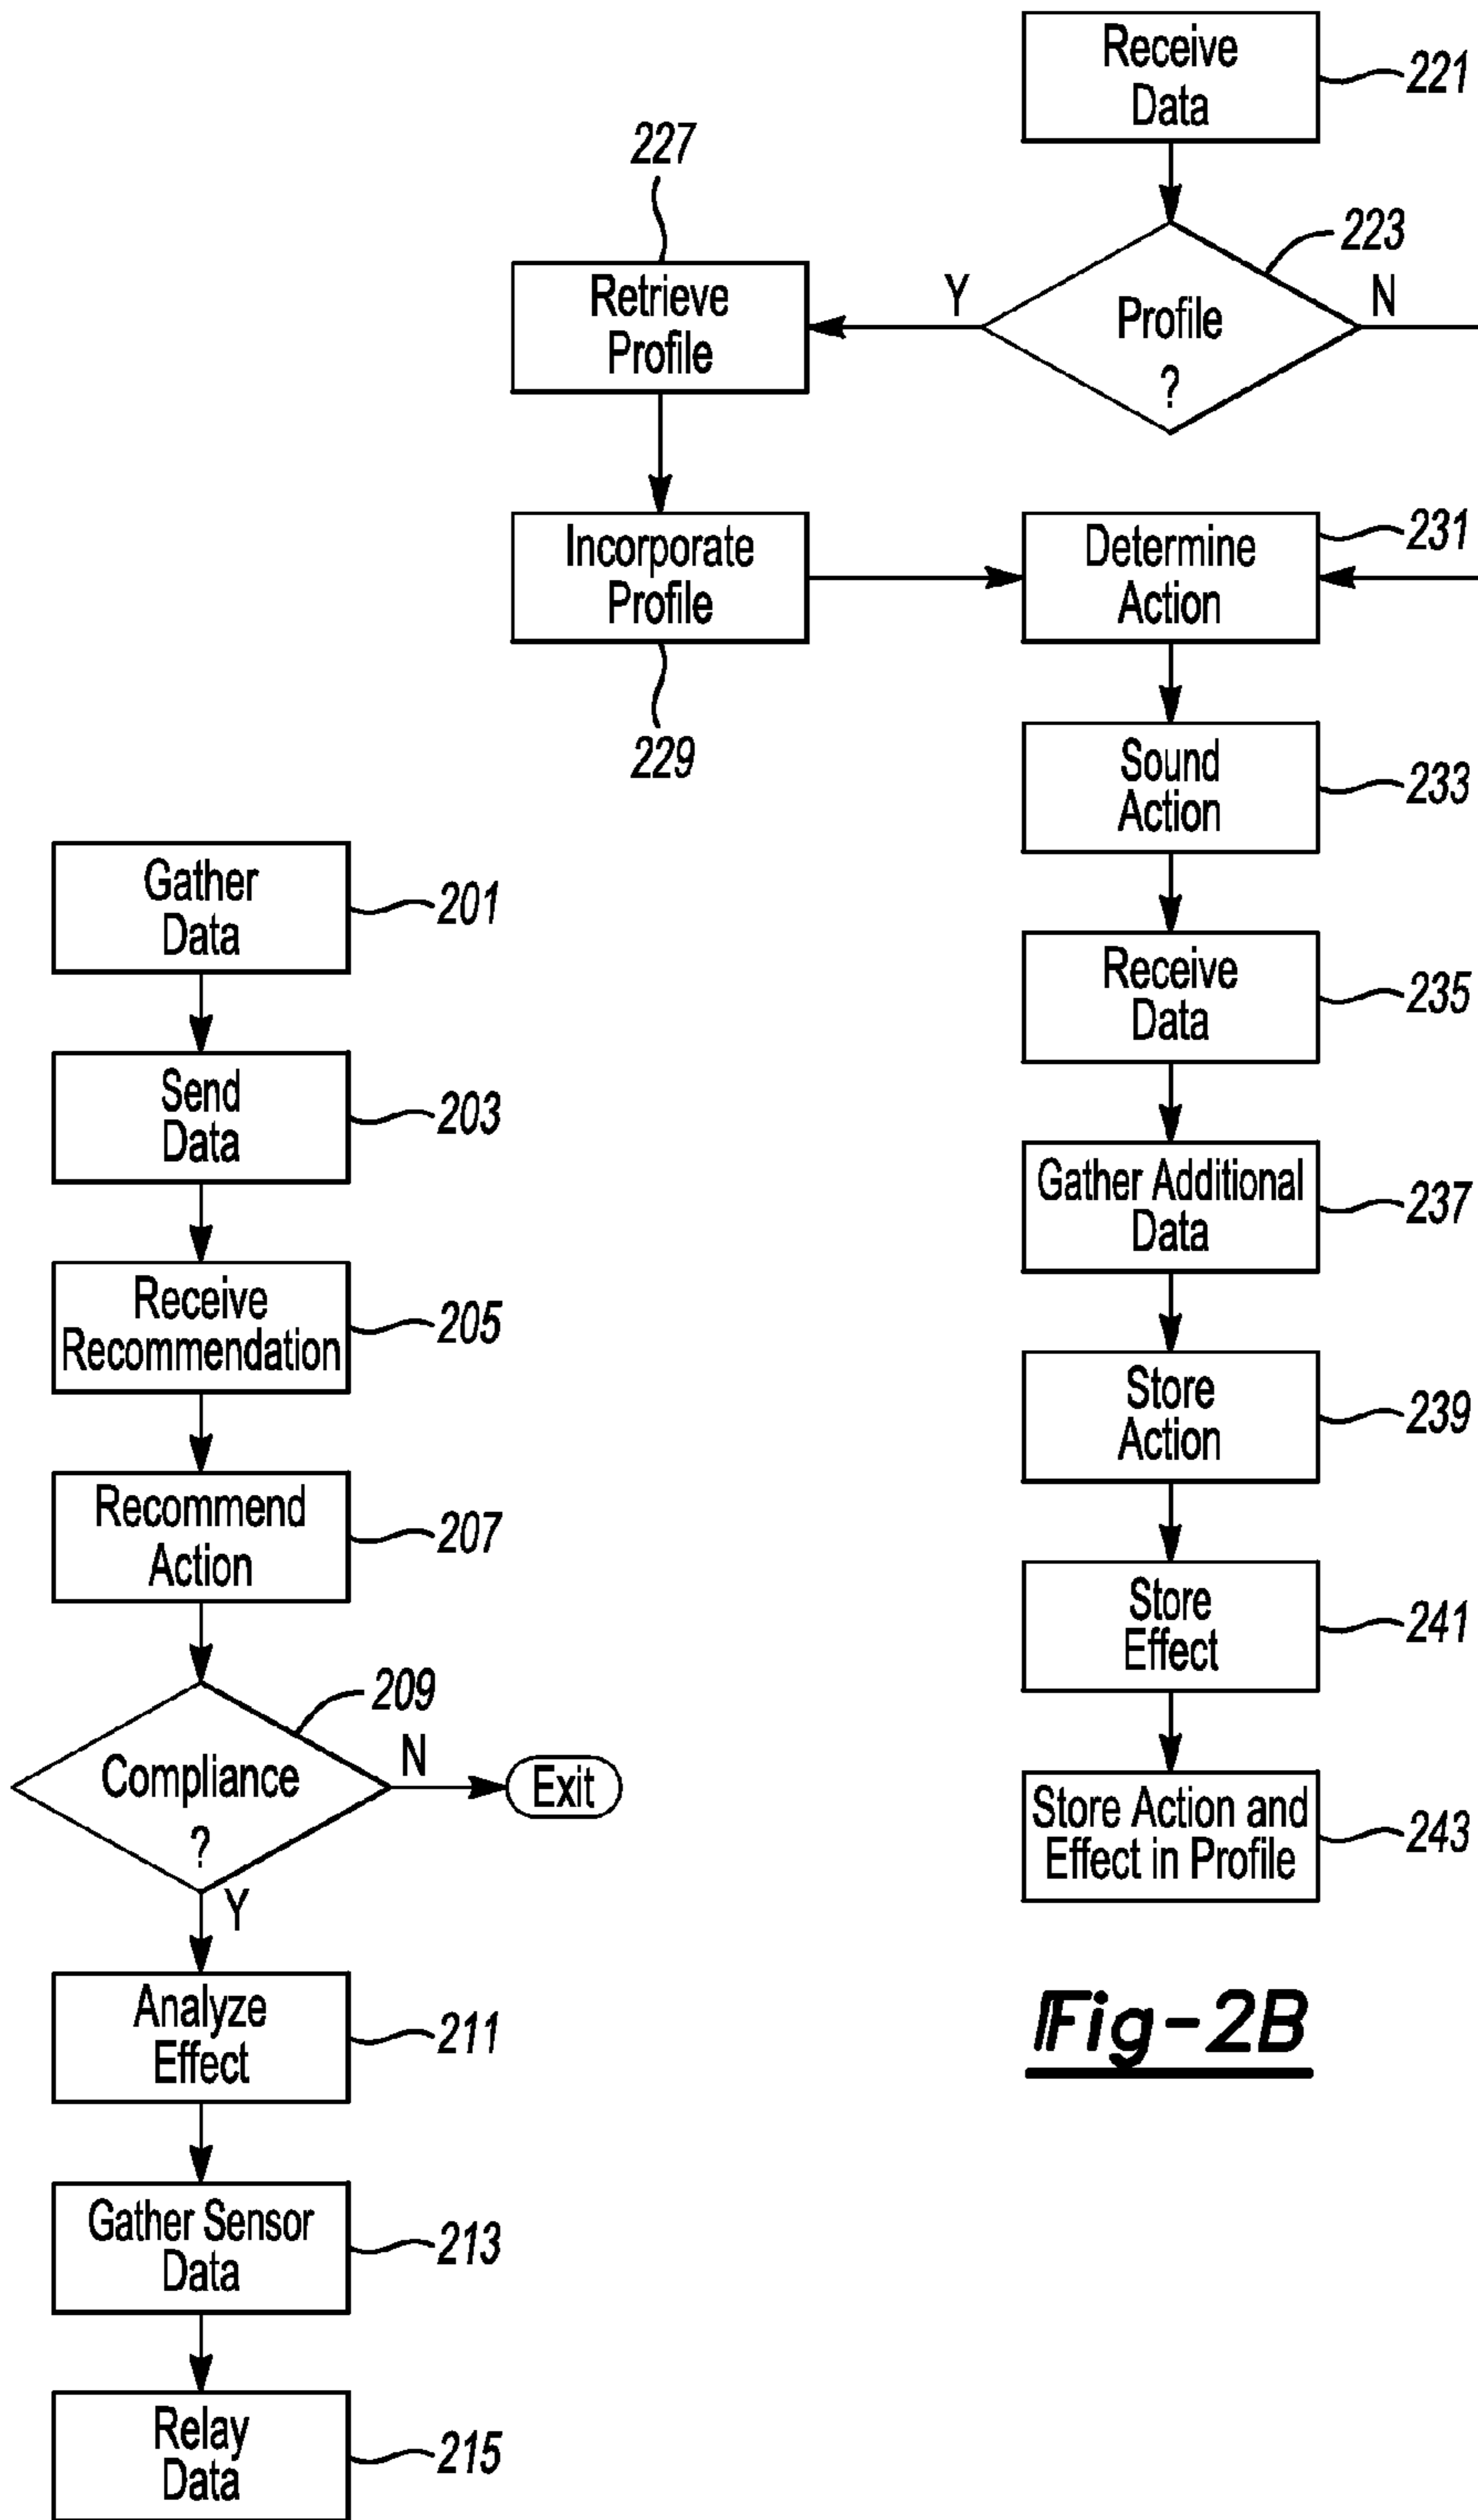 Receive
Data
221
223
Profile
?
Y
N
227
Retrieve
Profile
Incorporate
Profile
229
Determine
Action
231
Sound
Action
233
Receive
Data
235
Gather Additional
Data
237
Store
Action
239
Store
Effect
241
Store Action and
Effect in Profile
243
Fig-2B
Gather
Data
201
Send
Data
203
Receive
Recommendation
205
Recommend
Action
207
209
Compliance
?
N
Exit
Y
Analyze
Effect
211
Gather Sensor
Data
213
Relay
Data
215